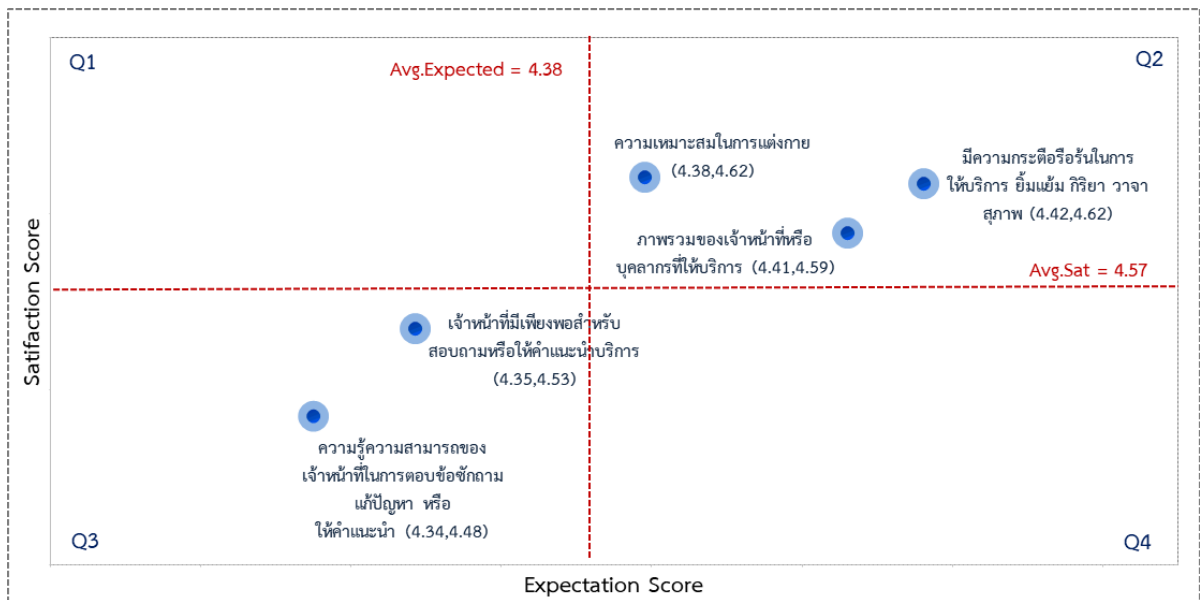 Q1
Avg.Expected = 4.38
Q2
ความเหมาะสมในการแต่งกาย
(4.38,4.62)
มีความกระตือรือร้นในการ
ให้บริการ ยิ้มแย้ม กิริยา วาจา
สุภาพ (4.42,4.62)
ภาพรวมของเจ้าหน้าที่หรือ
บุคลากรที่ให้บริการ (4.41,4.59)
Avg.Sat = 4.57
Satifaction Score
เจ้าหน้าที่มีเพียงพอสำหรับ
สอบถามหรือให้คำแนะนำบริการ
(4.35,4.53)
ความรู้ความสามารถของ
เจ้าหน้าที่ในการตอบข้อซักถาม
แก้ปัญหา หรือ
ให้คำแนะนำ (4.34,4.48)
Q3
Q4
Expectation Score